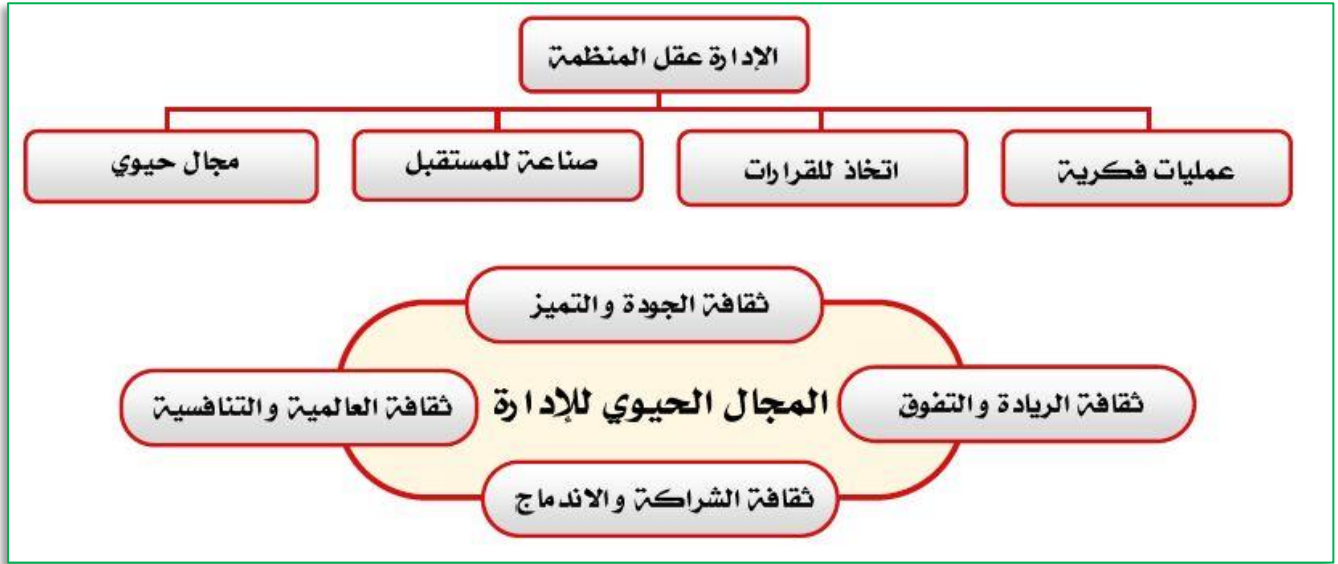 الإدارة عقل المنظمة
عمليات فكرية
اتخاذ للقرارات
صناعة للمستقبل
مجال حيوي
ثقافة الجودة والتميز
ثقافة الريادة والتفوق
المجال الحيوي للإدارة
ثقافة العالمية والتنافسية
ثقافة الشراكة والاندماج